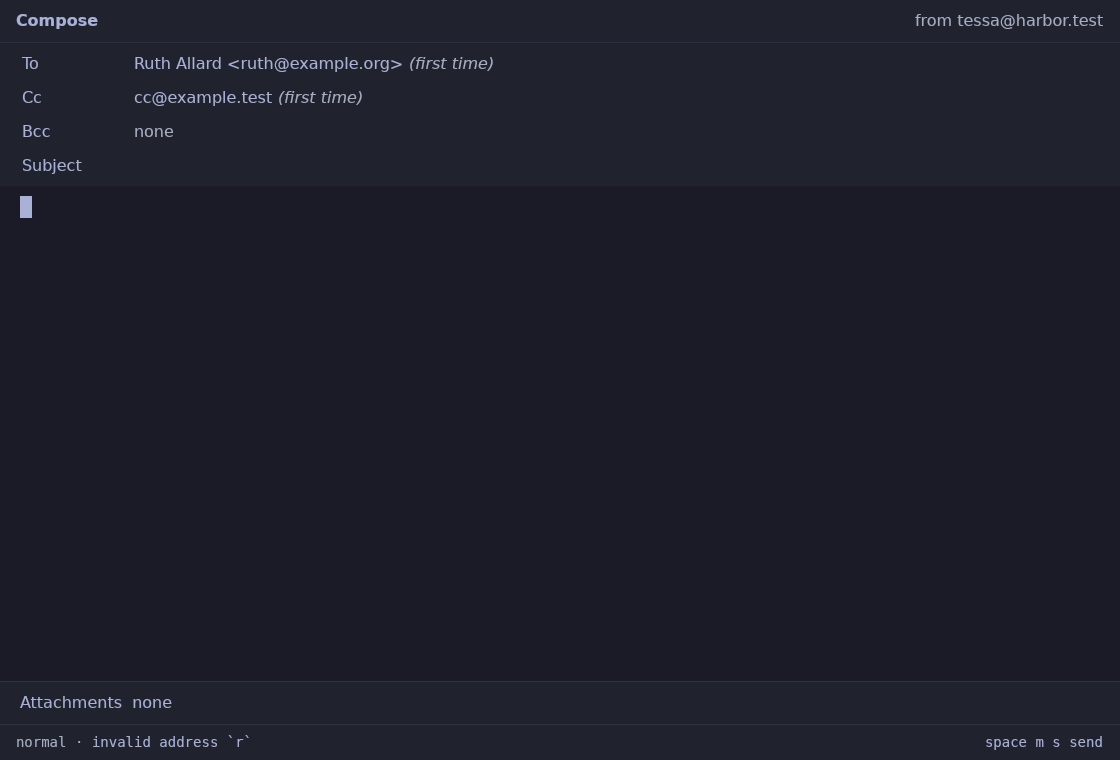 Compose from tessa@harbor.test
To Ruth Allard <ruth@example.org> (first time)
Cc cc@example.test (first time)
Bcc none
Subject
Attachments none
normal · invalid address `r` space m s send